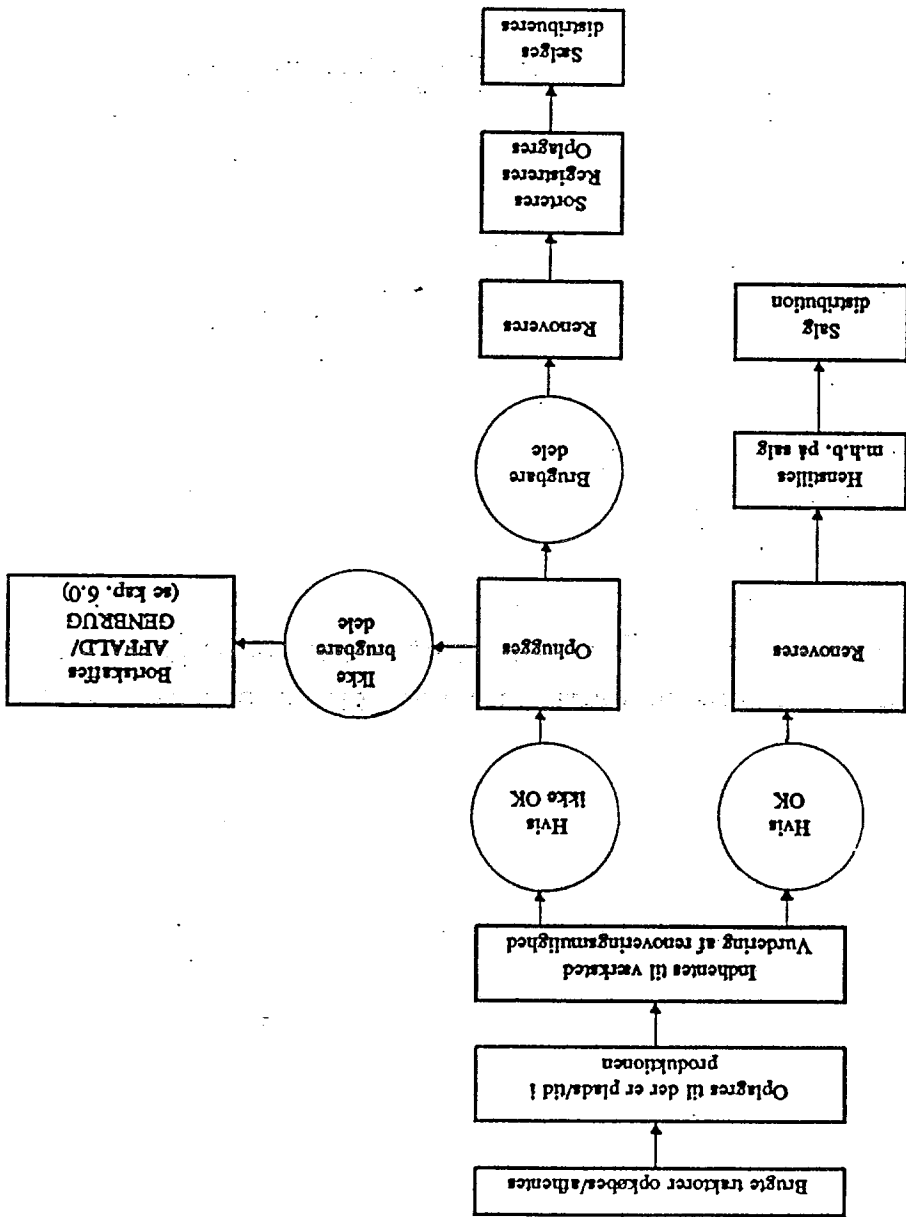 Brugte traktorer opkøbes/afhentes
Oplagres til der er plads/tid i
produktionen
Indhentes til værksted
Vurdering af renoveringsmulighed
Hvis
OK
Hvis
ikke OK
Renoveres
Ophugges
Ikke
brugbare
dele
Bortskaffes
AFFALD/
GENBRUG
(se kap. 6.0)
Henstilles
m.h.b. på salg
Brugbare
dele
Salg
distribution
Renoveres
Sorteres
Registreres
Oplagres
Sælges
distribueres